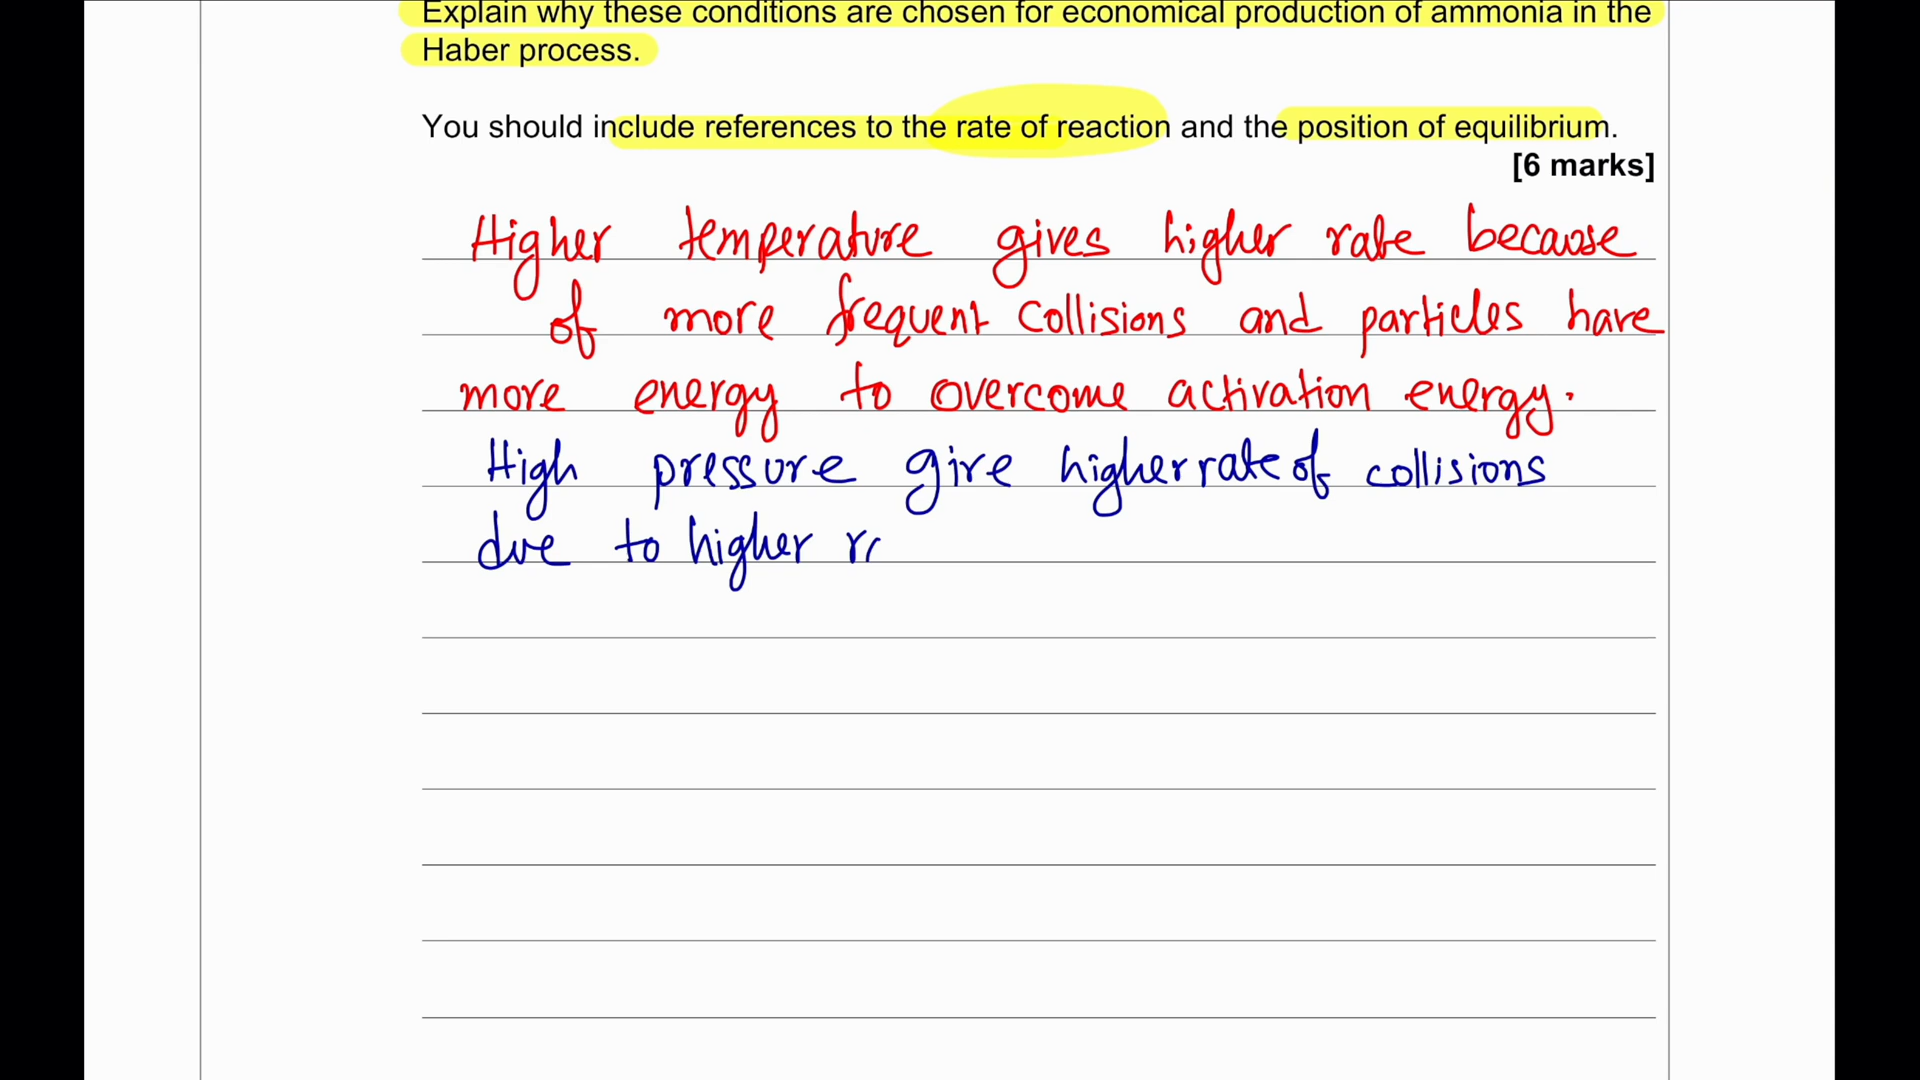 Explain why these conditions are chosen for economical production of ammonia in the
Haber process.
You should include references to the rate of reaction and the position of equilibrium.
[6 marks]
Higher temperature gives higher rate because
of more frequent collisions and particles have
more energy to overcome activation energy.
High pressure give higher rate of collisions
due to higher